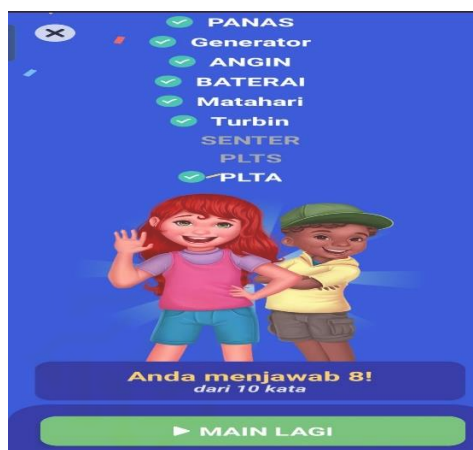 PANAS
Generator
ANGIN
BATERAI
Matahari
Turbin
SENTER
PLTS
PLTA
Anda menjawab 8!
dari 10 kata
MAIN LAGI